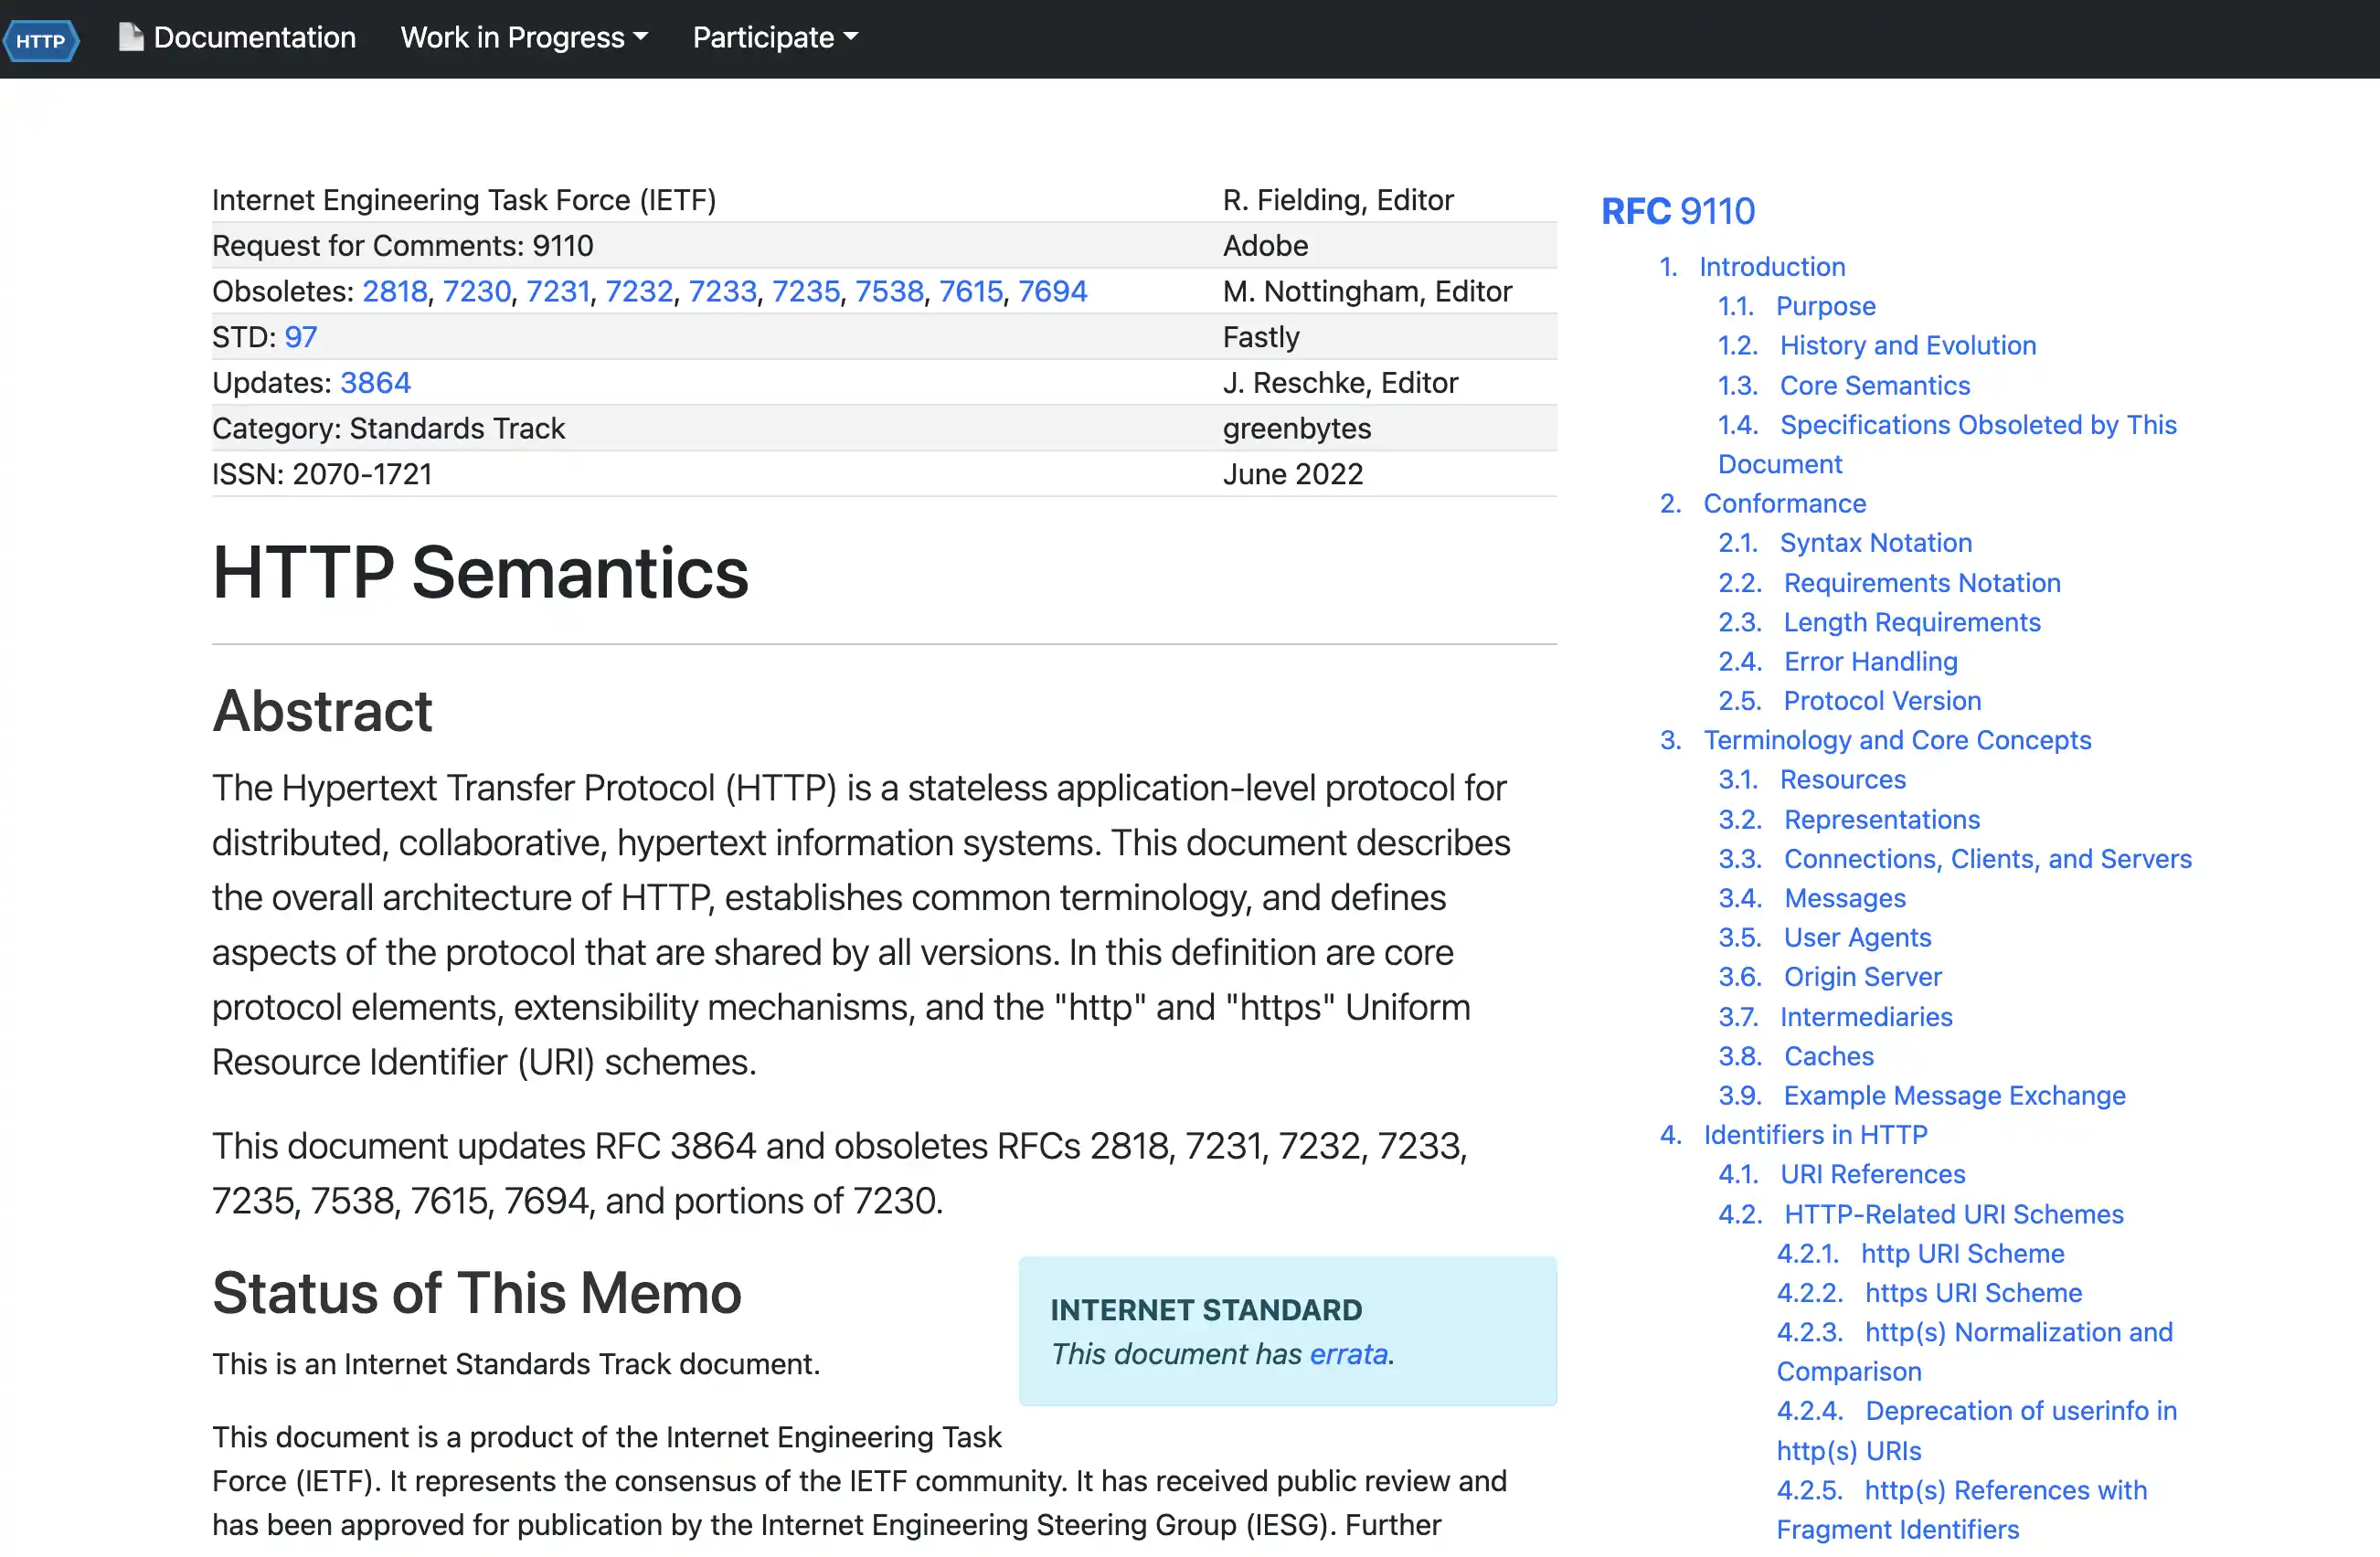 HTTP Documentation Work in Progress Participate
Internet Engineering Task Force (IETF) R. Fielding, Editor
Request for Comments: 9110 Adobe
Obsoletes: 2818, 7230, 7231, 7232, 7233, 7235, 7538, 7615, 7694 M. Nottingham, Editor
STD: 97 Fastly
Updates: 3864 J. Reschke, Editor
Category: Standards Track greenbytes
ISSN: 2070-1721 June 2022
HTTP Semantics
Abstract
The Hypertext Transfer Protocol (HTTP) is a stateless application-level protocol for
distributed, collaborative, hypertext information systems. This document describes
the overall architecture of HTTP, establishes common terminology, and defines
aspects of the protocol that are shared by all versions. In this definition are core
protocol elements, extensibility mechanisms, and the "http" and "https" Uniform
Resource Identifier (URI) schemes.
This document updates RFC 3864 and obsoletes RFCs 2818, 7231, 7232, 7233,
7235, 7538, 7615, 7694, and portions of 7230.
Status of This Memo
This is an Internet Standards Track document.
INTERNET STANDARD
This document has errata.
This document is a product of the Internet Engineering Task
Force (IETF). It represents the consensus of the IETF community. It has received public review and
has been approved for publication by the Internet Engineering Steering Group (IESG). Further
RFC 9110
1. Introduction
1.1. Purpose
1.2. History and Evolution
1.3. Core Semantics
1.4. Specifications Obsoleted by This
Document
2. Conformance
2.1. Syntax Notation
2.2. Requirements Notation
2.3. Length Requirements
2.4. Error Handling
2.5. Protocol Version
3. Terminology and Core Concepts
3.1. Resources
3.2. Representations
3.3. Connections, Clients, and Servers
3.4. Messages
3.5. User Agents
3.6. Origin Server
3.7. Intermediaries
3.8. Caches
3.9. Example Message Exchange
4. Identifiers in HTTP
4.1. URI References
4.2. HTTP-Related URI Schemes
4.2.1. http URI Scheme
4.2.2. https URI Scheme
4.2.3. http(s) Normalization and
Comparison
4.2.4. Deprecation of userinfo in
http(s) URIs
4.2.5. http(s) References with
Fragment Identifiers